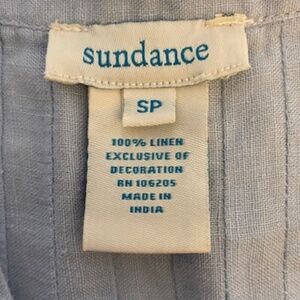 sundance
SP
100% LINEN
EXCLUSIVE OF
DECORATION
RN 106205
MADE IN
INDIA